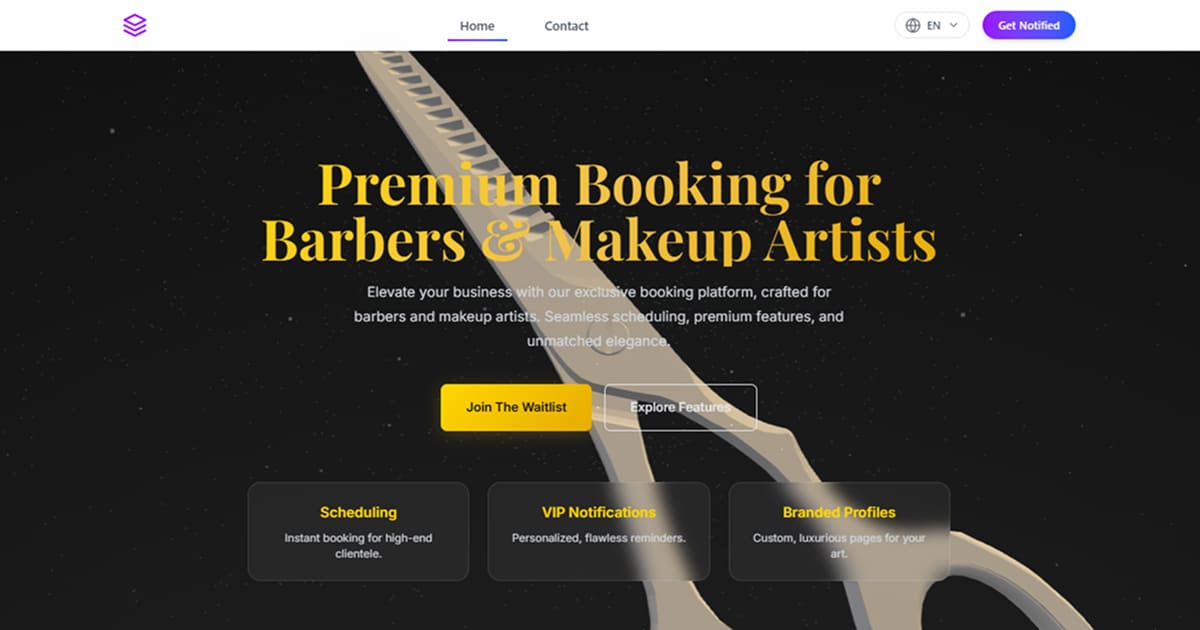 Home
Contact
EN
Get Notified
Premium Booking for
Barbers & Makeup Artists
Elevate your business with our exclusive booking platform, crafted for
barbers and makeup artists. Seamless scheduling, premium features, and
unmatched elegance.
Join The Waitlist
Explore Features
Scheduling
Instant booking for high-end
clientele.
VIP Notifications
Personalized, flawless reminders.
Branded Profiles
Custom, luxurious pages for your
art.